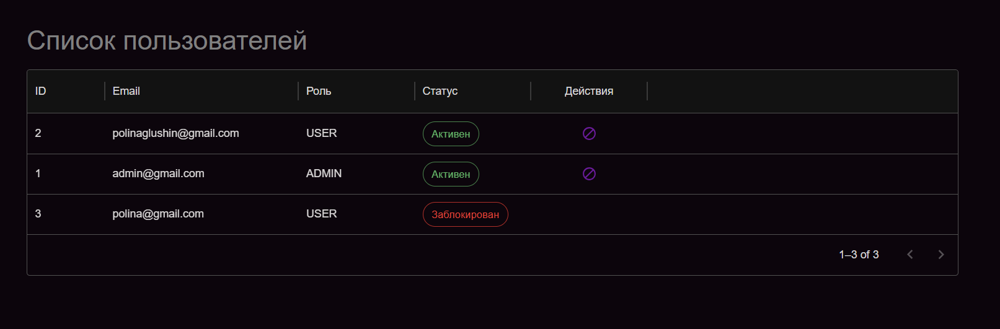 Список пользователей
ID Email Роль Статус Действия
2 polinaglushin@gmail.com USER Активен
1 admin@gmail.com ADMIN Активен
3 polina@gmail.com USER Заблокирован
1–3 of 3